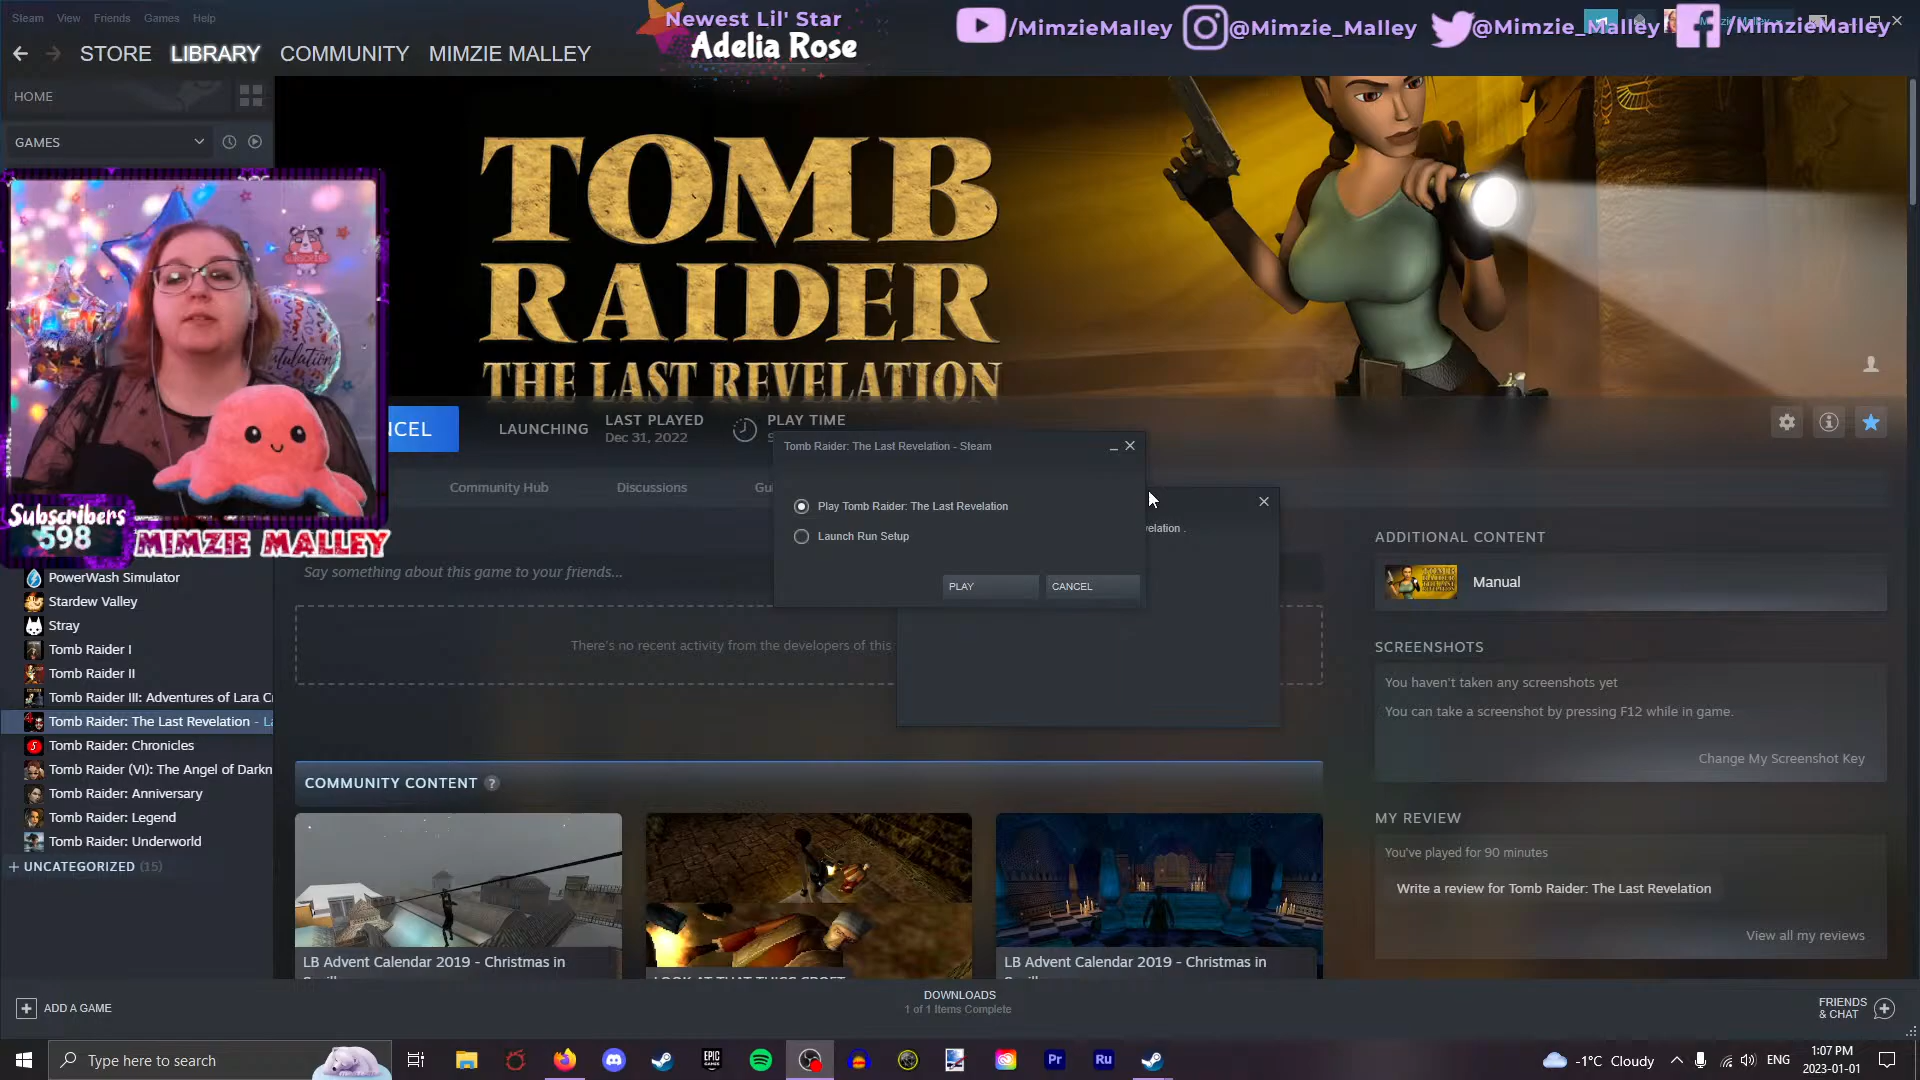 Steam View Friends Games Help
Newest Lil' Star
Adelia Rose
/MimzieMalley @Mimzie_Malley @Mimzie_Malley /MimzieMalley
STORE LIBRARY COMMUNITY MIMZIE MALLEY
HOME
GAMES
TOMB
RAIDER
THE LAST REVELATION
SUBSCRIBE
Subscribers
598
MIMZIE MALLEY
NCEL
LAUNCHING
LAST PLAYED
Dec 31, 2022
PLAY TIME
Tomb Raider: The Last Revelation - Steam
Play Tomb Raider: The Last Revelation
Launch Run Setup
PLAY CANCEL
velation .
Community Hub Discussions Gu
Say something about this game to your friends...
There's no recent activity from the developers of this
PowerWash Simulator
Stardew Valley
Stray
Tomb Raider I
Tomb Raider II
Tomb Raider III: Adventures of Lara C
Tomb Raider: The Last Revelation - La
Tomb Raider: Chronicles
Tomb Raider (VI): The Angel of Darkn
Tomb Raider: Anniversary
Tomb Raider: Legend
Tomb Raider: Underworld
+ UNCATEGORIZED (15)
COMMUNITY CONTENT ?
LB Advent Calendar 2019 - Christmas in
LB Advent Calendar 2019 - Christmas in
ADDITIONAL CONTENT
Manual
SCREENSHOTS
You haven't taken any screenshots yet
You can take a screenshot by pressing F12 while in game.
Change My Screenshot Key
MY REVIEW
You've played for 90 minutes
Write a review for Tomb Raider: The Last Revelation
View all my reviews
ADD A GAME
DOWNLOADS
1 of 1 Items Complete
FRIENDS
& CHAT
Type here to search
EPIC
GAMES
Pr
Ru
-1°C Cloudy
ENG
1:07 PM
2023-01-01